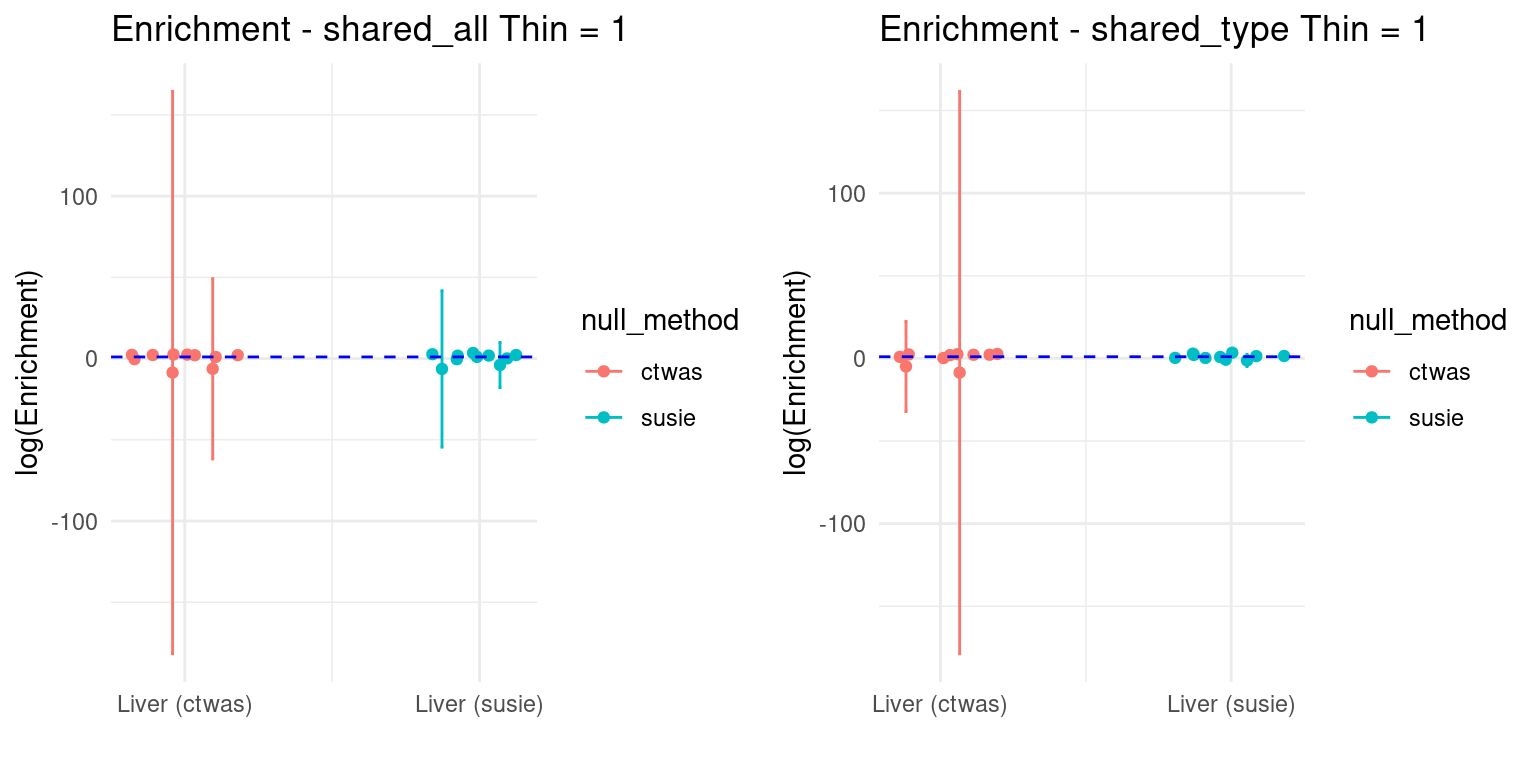 Enrichment - shared_all Thin = 1
log(Enrichment)
100
0
-100
Liver (ctwas)
Liver (susie)
null_method
ctwas
susie
Enrichment - shared_type Thin = 1
log(Enrichment)
100
0
-100
Liver (ctwas)
Liver (susie)
null_method
ctwas
susie